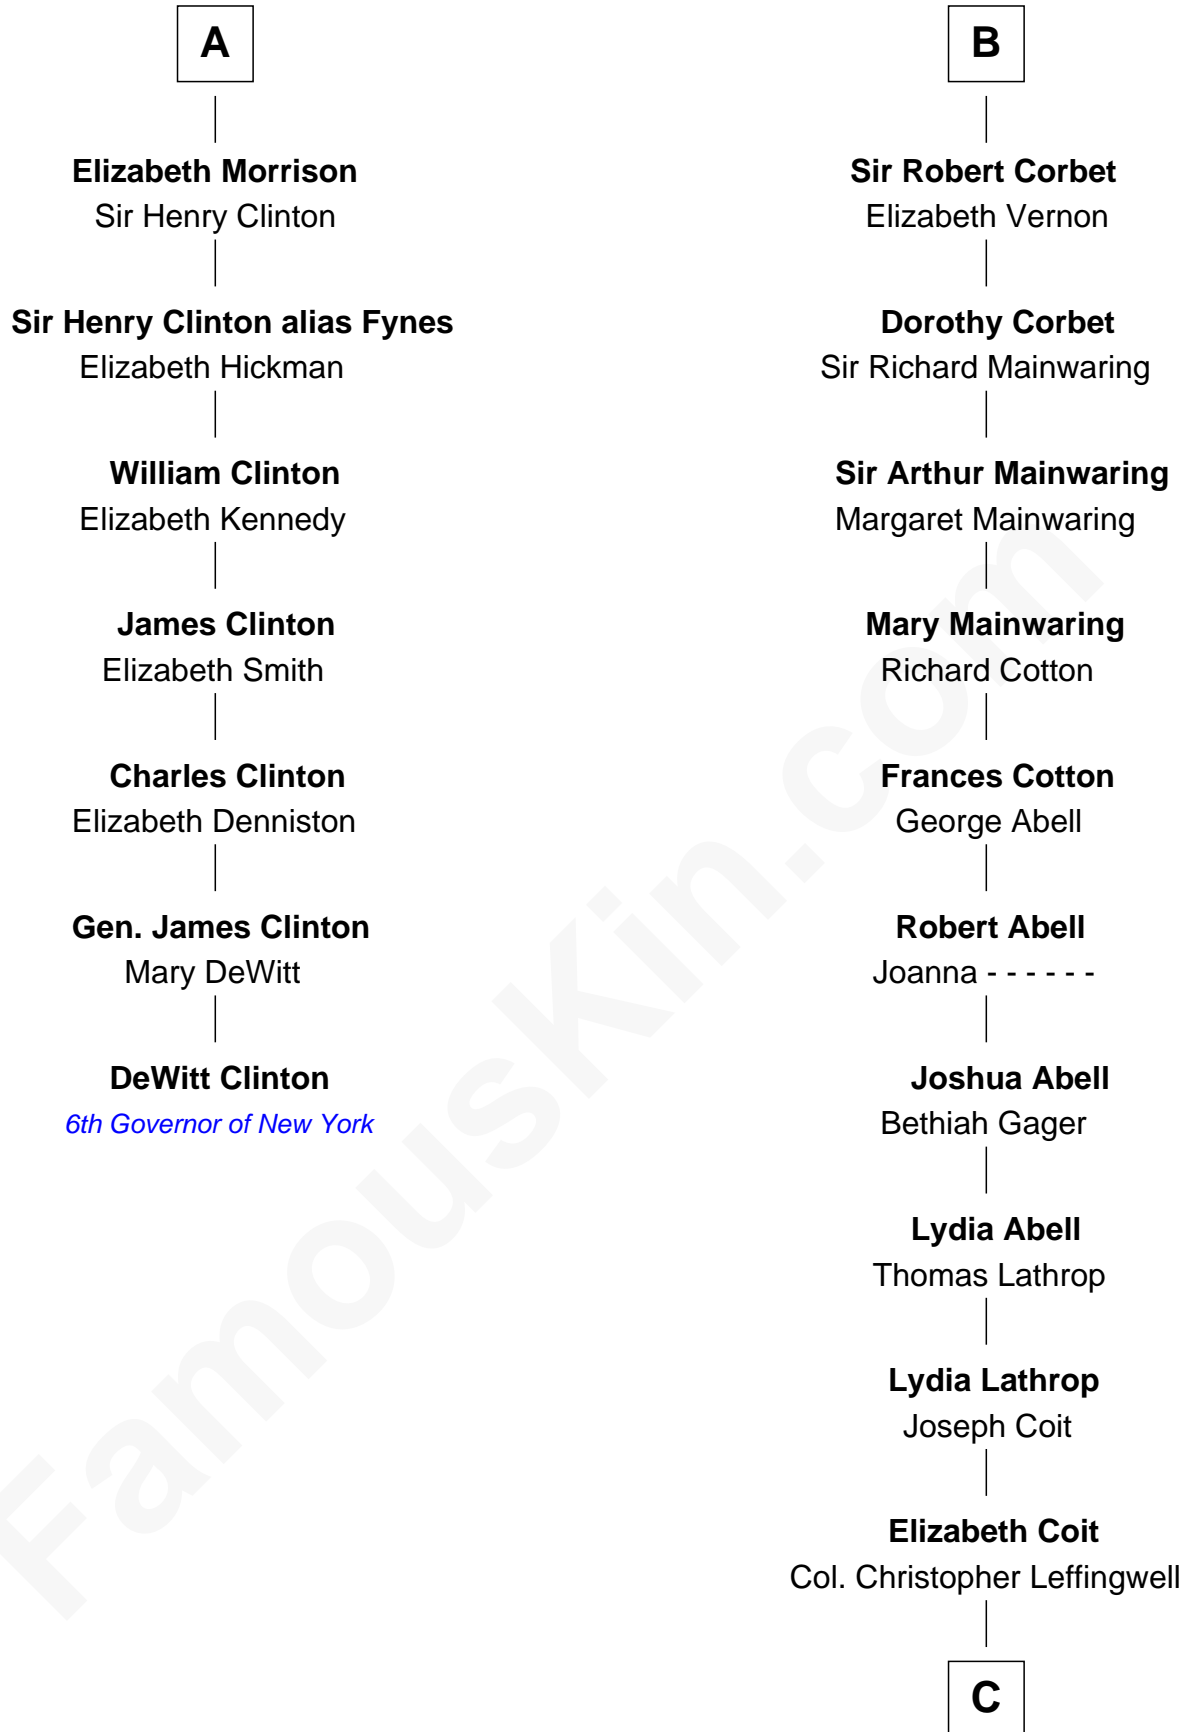 A
Elizabeth Morrison
Sir Henry Clinton
Sir Henry Clinton alias Fynes
Elizabeth Hickman
William Clinton
Elizabeth Kennedy
James Clinton
Elizabeth Smith
Charles Clinton
Elizabeth Denniston
Gen. James Clinton
Mary DeWitt
DeWitt Clinton
6th Governor of New York
B
Sir Robert Corbet
Elizabeth Vernon
Dorothy Corbet
Sir Richard Mainwaring
Sir Arthur Mainwaring
Margaret Mainwaring
Mary Mainwaring
Richard Cotton
Frances Cotton
George Abell
Robert Abell
Joanna - - - - - -
Joshua Abell
Bethiah Gager
Lydia Abell
Thomas Lathrop
Lydia Lathrop
Joseph Coit
Elizabeth Coit
Col. Christopher Leffingwell
C
FamousKin.com